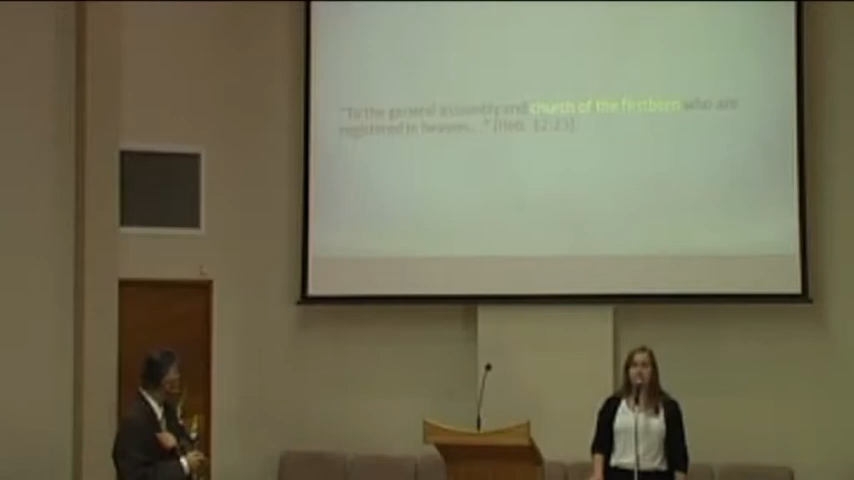 "To the general assembly and church of the firstborn who are
registered in heaven..." (Heb. 12:23)